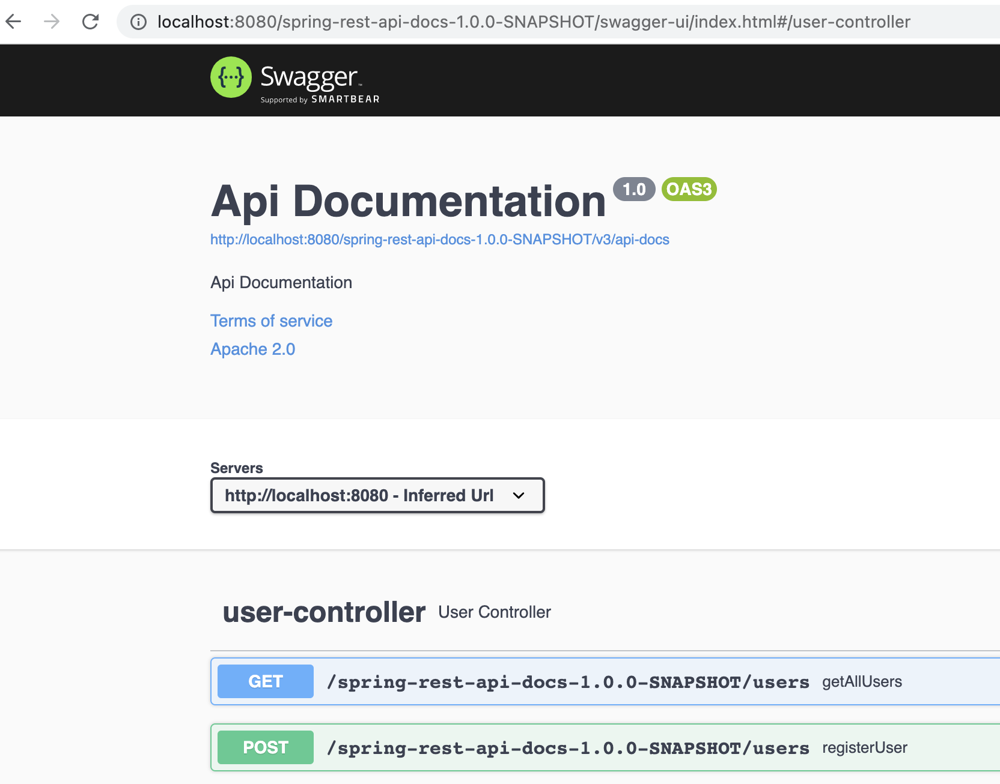 localhost:8080/spring-rest-api-docs-1.0.0-SNAPSHOT/swagger-ui/index.html#/user-controller
{...} Swagger™
Supported by SMARTBEAR
Api Documentation 1.0 OAS3
http://localhost:8080/spring-rest-api-docs-1.0.0-SNAPSHOT/v3/api-docs
Api Documentation
Terms of service
Apache 2.0
Servers
http://localhost:8080 - Inferred Url
user-controller User Controller
GET /spring-rest-api-docs-1.0.0-SNAPSHOT/users getAllUsers
POST /spring-rest-api-docs-1.0.0-SNAPSHOT/users registerUser